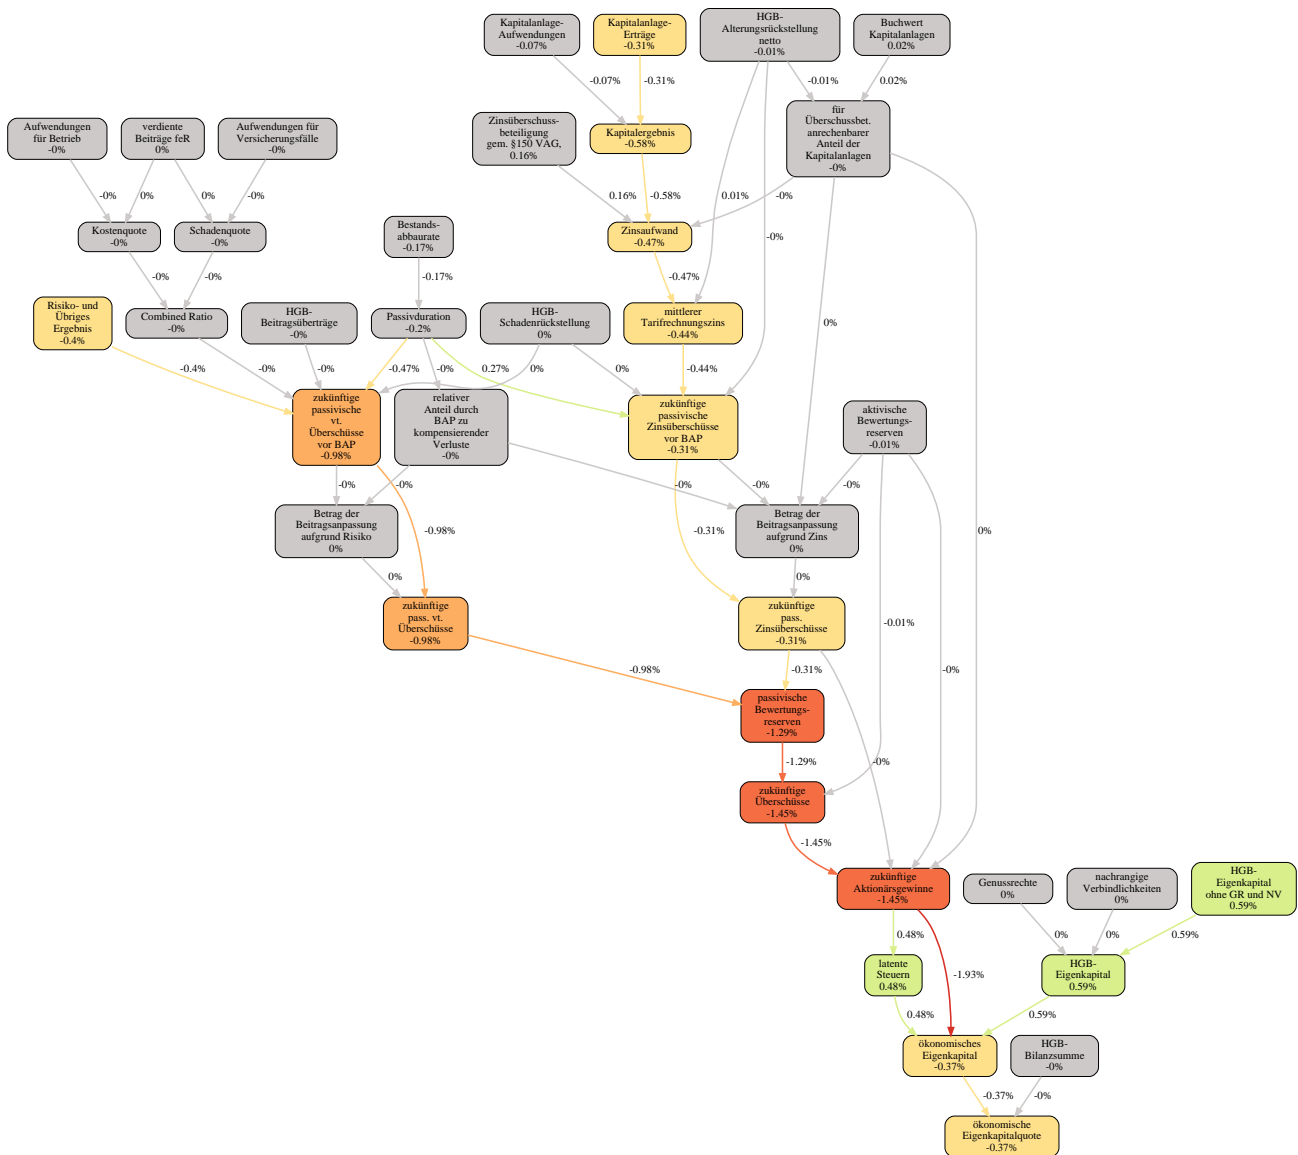 Kapitalanlage-
Aufwendungen
-0.07%
Kapitalanlage-
Erträge
-0.31%
HGB-
Alterungsrückstellung
netto
-0.01%
Buchwert
Kapitalanlagen
0.02%
-0.07%
-0.31%
-0.01%
0.02%
Aufwendungen
für Betrieb
-0%
verdiente
Beiträge feR
0%
Aufwendungen für
Versicherungsfälle
-0%
Zinsüberschuss-
beteiligung
gem. §150 VAG,
0.16%
Kapitalergebnis
-0.58%
für
Überschussbet.
anrechenbarer
Anteil der
Kapitalanlagen
-0%
-0%
0%
0%
-0%
0.16%
-0.58%
0.01%
-0%
Kostenquote
-0%
Schadenquote
-0%
Bestands-
abbaurate
-0.17%
Zinsaufwand
-0.47%
-0%
-0%
-0%
-0.17%
-0.47%
Risiko- und
Übriges
Ergebnis
-0.4%
Combined Ratio
-0%
HGB-
Beitragsüberträge
-0%
Passivduration
-0.2%
HGB-
Schadenrückstellung
0%
mittlerer
Tarifrechnungszins
-0.44%
0%
-0.4%
-0%
-0%
-0.47%
-0%
0.27%
0%
0%
-0.44%
zukünftige
passivische
vt.
Überschüsse
vor BAP
-0.98%
relativer
Anteil durch
BAP zu
kompensierender
Verluste
-0%
zukünftige
passivische
Zinsüberschüsse
vor BAP
-0.31%
aktivische
Bewertungs-
reserven
-0.01%
-0%
-0%
-0%
-0%
-0%
-0.98%
-0.31%
0%
Betrag der
Beitragsanpassung
aufgrund Risiko
0%
Betrag der
Beitragsanpassung
aufgrund Zins
0%
0%
0%
zukünftige
pass. vt.
Überschüsse
-0.98%
zukünftige
pass.
Zinsüberschüsse
-0.31%
-0.01%
-0%
-0.98%
-0.31%
passivische
Bewertungs-
reserven
-1.29%
-1.29%
-0%
zukünftige
Überschüsse
-1.45%
-1.45%
zukünftige
Aktionärsgewinne
-1.45%
Genussrechte
0%
nachrangige
Verbindlichkeiten
0%
HGB-
Eigenkapital
ohne GR und NV
0.59%
0.48%
0%
0%
0.59%
latente
Steuern
0.48%
-1.93%
HGB-
Eigenkapital
0.59%
0.48%
0.59%
ökonomisches
Eigenkapital
-0.37%
HGB-
Bilanzsumme
-0%
-0.37%
-0%
ökonomische
Eigenkapitalquote
-0.37%